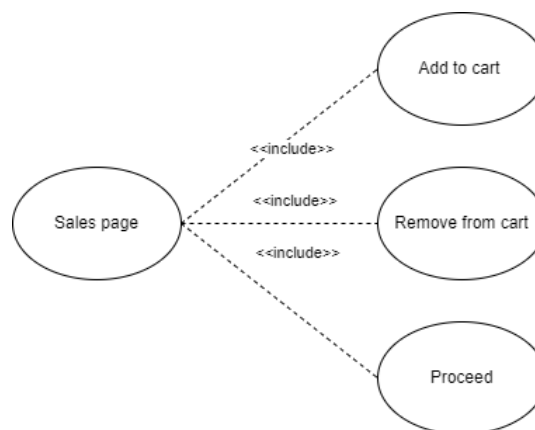 Add to cart
<<include>>
<<include>>
Sales page
Remove from cart
<<include>>
Proceed